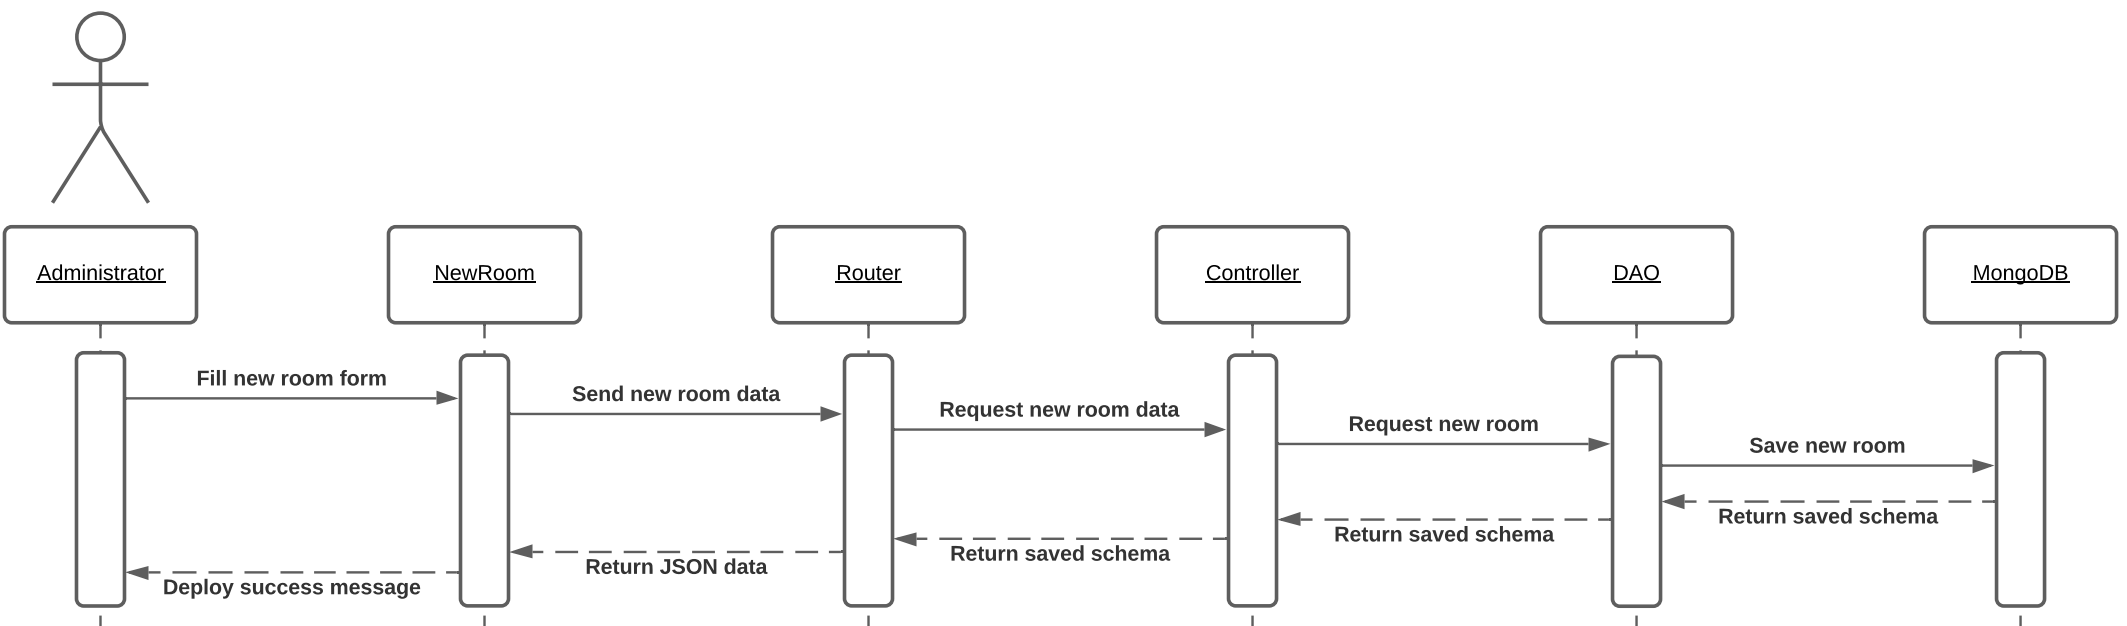 Administrator
NewRoom
Router
Controller
DAO
MongoDB
Fill new room form
Send new room data
Request new room data
Request new room
Save new room
Return saved schema
Return saved schema
Return saved schema
Return JSON data
Deploy success message